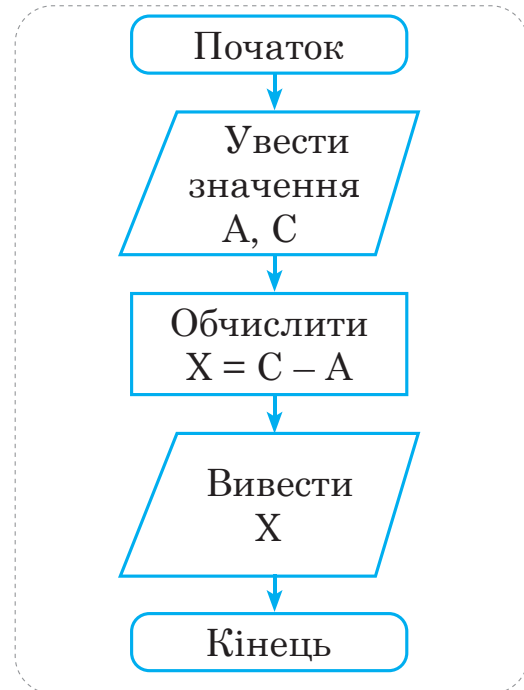 Початок
Увести
значення
А, С
Обчислити
X = C – A
Вивести
X
Кінець